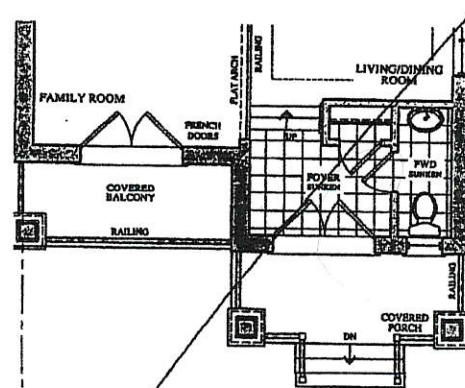 LIVING/DINING
ROOM
RAILING
FLAT ARCH
FAMILY ROOM
FRENCH
DOORS
UP
FOYER
SUNKEN
PWD
SUNKEN
COVERED
BALCONY
RAILING
RAILING
COVERED
PORCH
DN